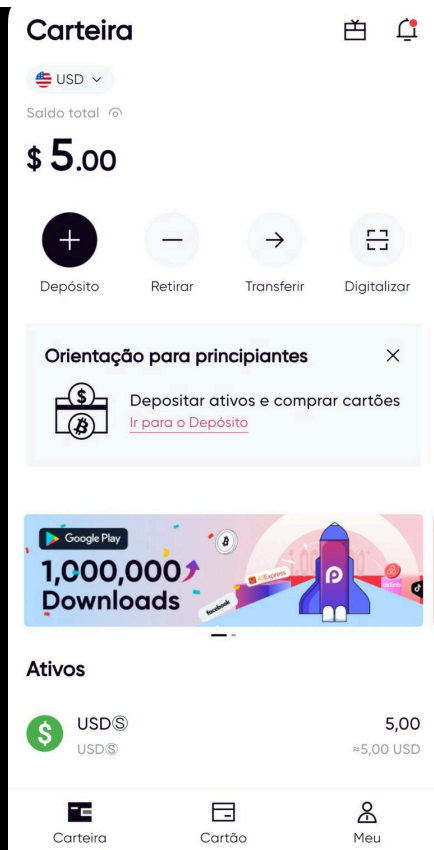 Carteira
USD
Saldo total
$ 5.00
Depósito
Retirar
Transferir
Digitalizar
Orientação para principiantes
Depositar ativos e comprar cartões
Ir para o Depósito
Google Play
1,000,000
Downloads
facebook
AliExpress
Ativos
USDⓈ
5,00
USDⓈ
≈5,00 USD
Carteira
Cartão
Meu